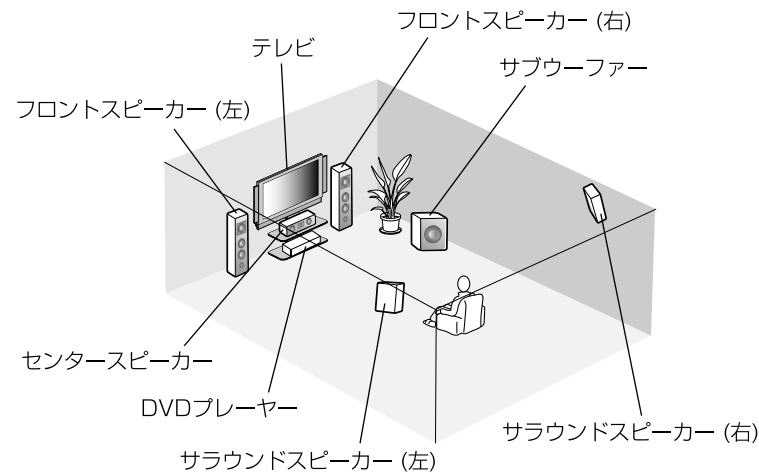 フロントスピーカー (右)
テレビ
サブウーファー
フロントスピーカー (左)
センタースピーカー
DVDプレーヤー
サラウンドスピーカー (右)
サラウンドスピーカー (左)